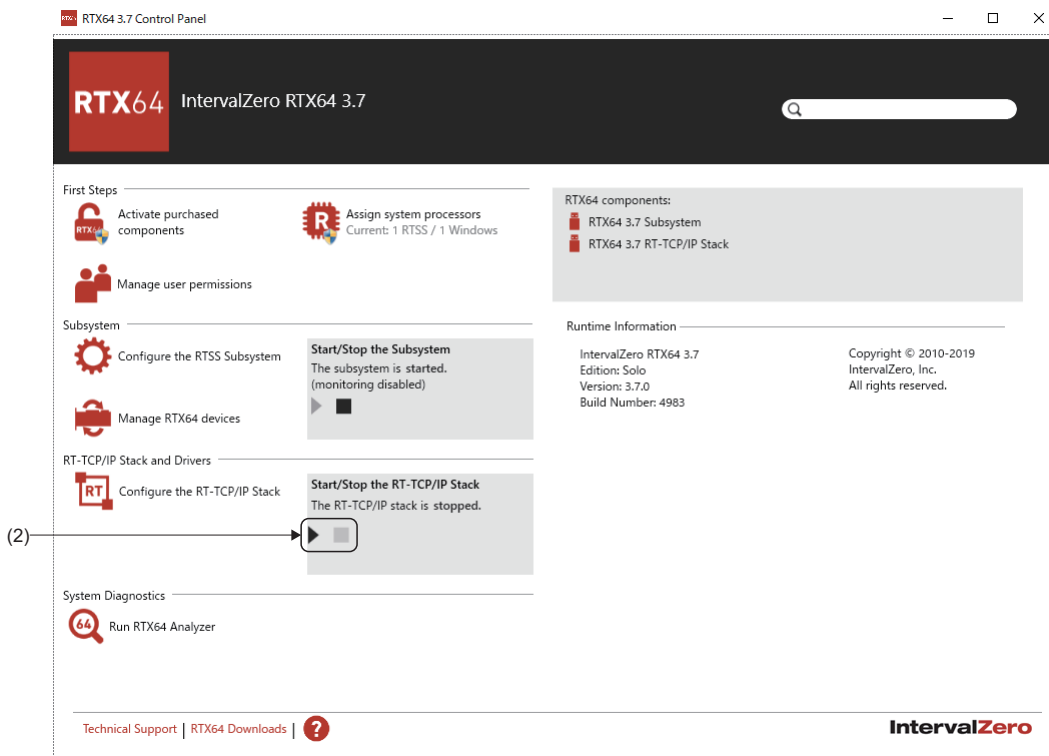 RTX64 3.7 Control Panel
RTX64
IntervalZero RTX64 3.7
First Steps
Activate purchased
components
Assign system processors
Current: 1 RTSS / 1 Windows
Manage user permissions
RTX64 components:
RTX64 3.7 Subsystem
RTX64 3.7 RT-TCP/IP Stack
Subsystem
Configure the RTSS Subsystem
Start/Stop the Subsystem
The subsystem is started.
(monitoring disabled)
Manage RTX64 devices
Runtime Information
IntervalZero RTX64 3.7
Edition: Solo
Version: 3.7.0
Build Number: 4983
Copyright © 2010-2019
IntervalZero, Inc.
All rights reserved.
RT-TCP/IP Stack and Drivers
RT
Configure the RT-TCP/IP Stack
Start/Stop the RT-TCP/IP Stack
The RT-TCP/IP stack is stopped.
(2)
System Diagnostics
64
Run RTX64 Analyzer
Technical Support | RTX64 Downloads | ?
IntervalZero